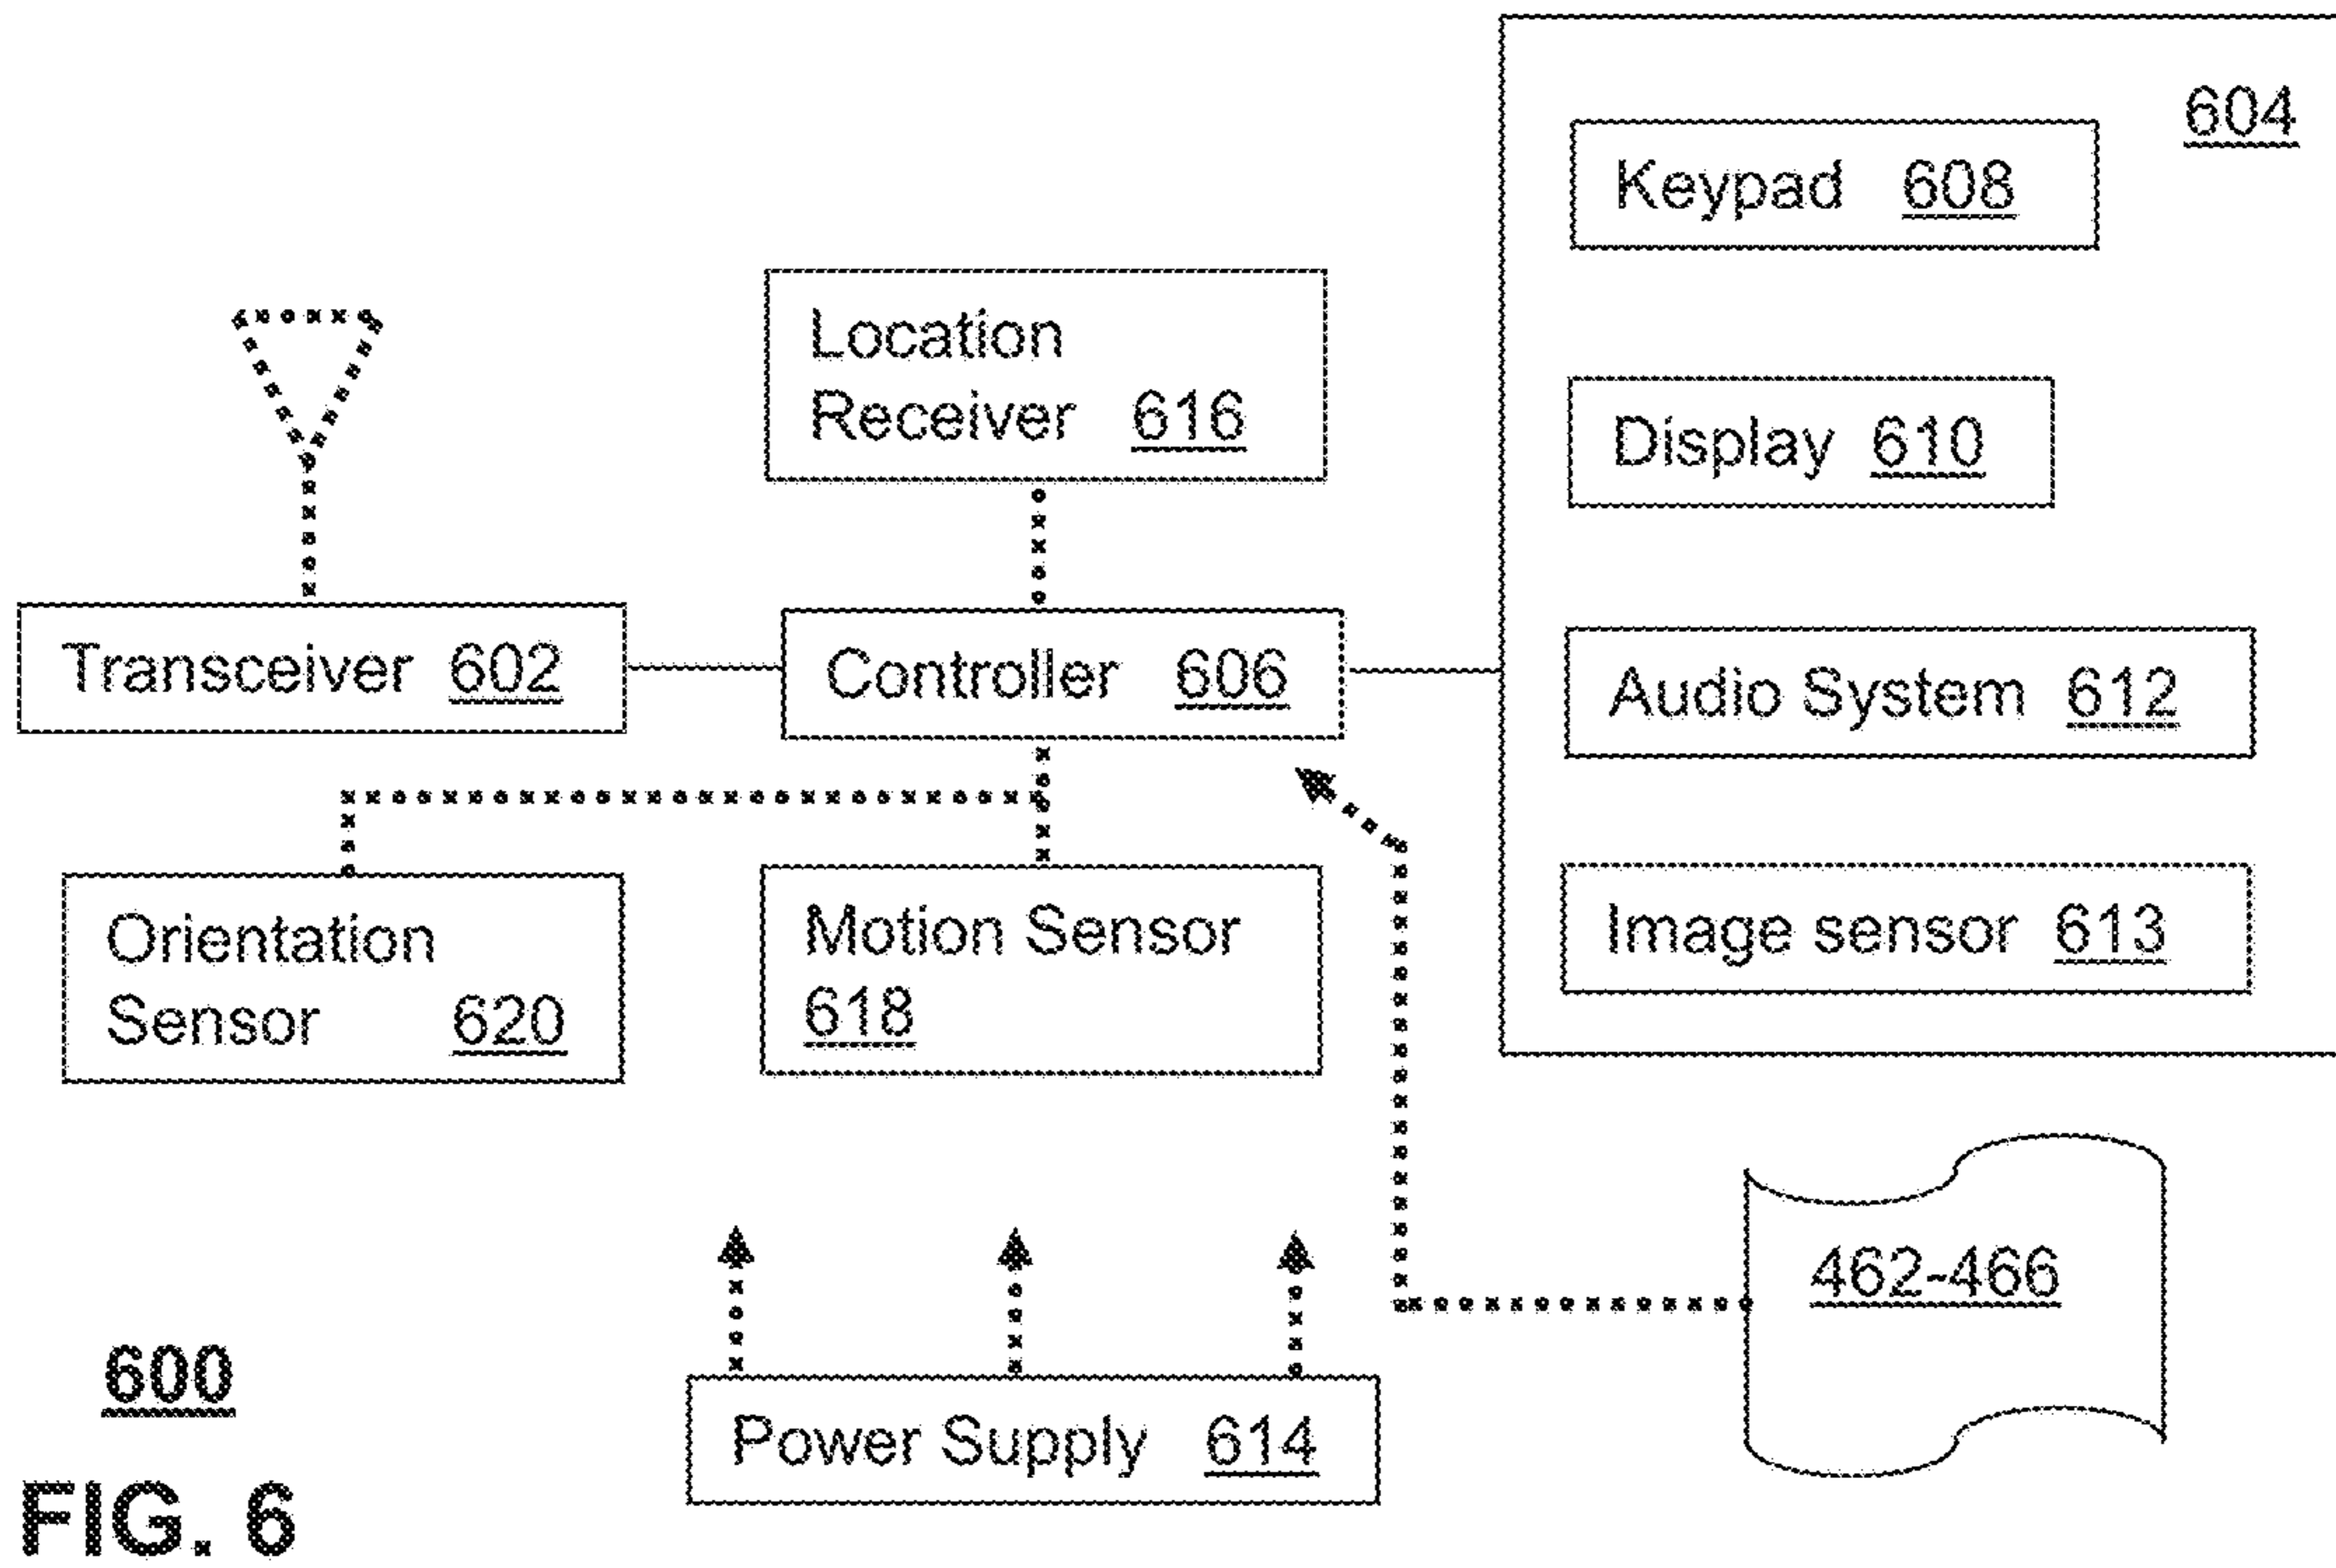 604
Keypad 608
Location
Receiver 616
Display 610
Transceiver 602
Controller 606
Audio System 612
Orientation
Sensor 620
Motion Sensor
618
Image sensor 613
462-466
600
Power Supply 614
FIG. 6